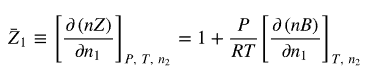 Z̄₁ ≡ [∂(nZ)/∂n₁]_{P, T, n₂} = 1 + P/RT [∂(nB)/∂n₁]_{T, n₂}